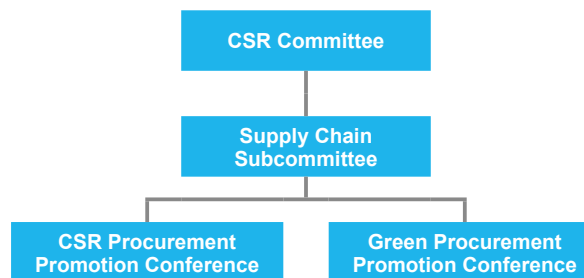 CSR Committee
Supply Chain
Subcommittee
CSR Procurement
Promotion Conference
Green Procurement
Promotion Conference